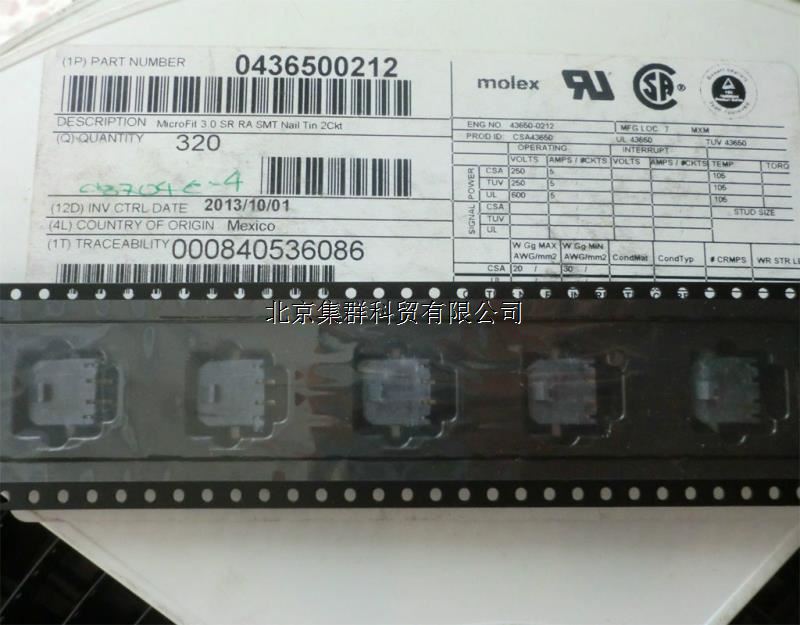 (1P) PART NUMBER 0436500212
DESCRIPTION MicroFit 3.0 SR RA SMT Nail Tin 2Ckt
(Q)-QUANTITY 320
(12D) INV CTRL DATE 2013/10/01
(4L) COUNTRY OF ORIGIN Mexico
(1T) TRACEABILITY 000840536086
molex
ENG NO 43650-0212 MFG LOC. 7 MXM
PROD ID: CSA43650 UL 43650 TUV 43650
OPERATING INTERRUPT
VOLTS AMPS / #CKTS VOLTS AMPS / #CKTS TEMP TORQ
SIGNAL POWER
CSA 250 5 105
TUV 250 5 105
UL 600 5 105
CSA STUD SIZE
TUV
UL
W Gg MAX W Gg MIN
AWG/mm2 AWG/mm2 CondMat CondTyp # CRMPS WR STR LE
CSA 20 / 30 /
北京集群科贸有限公司